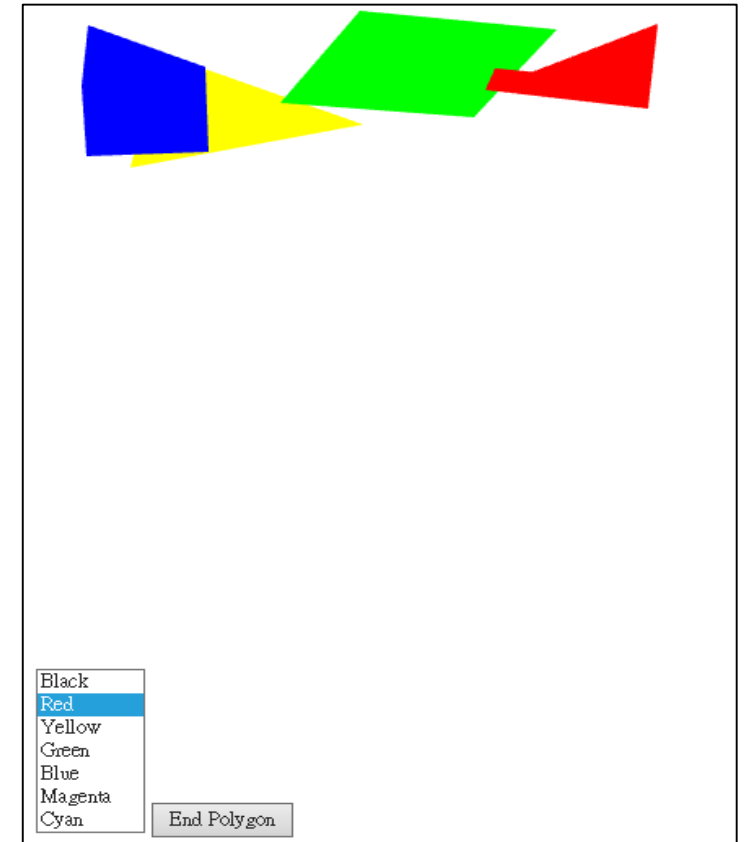 Black
Red
Yellow
Green
Blue
Magenta
Cyan
End Polygon